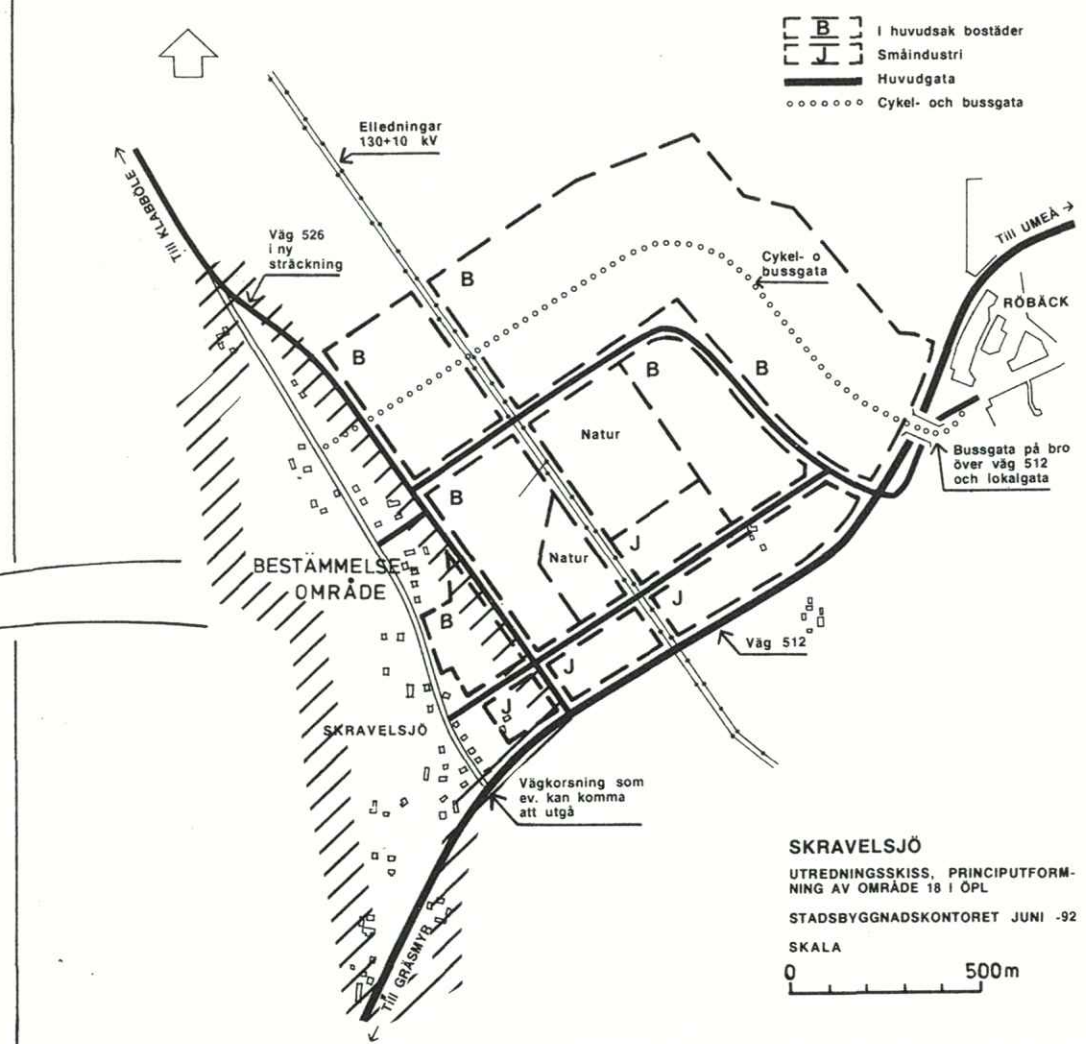 B I huvudsak bostäder
J Småindustri
Huvudgata
Cykel- och bussgata
Elledningar
130+10 kV
Till KLABBÖLE
Väg 526
i ny
sträckning
Till UMEÅ
B
Cykel- o
bussgata
RÖBÄCK
B
B
B
Natur
Bussgata på bro
över väg 512
och lokalgata
B
J
Natur
BESTÄMMELSE
OMRÅDE
J
B
Väg 512
J
J
SKRAVELSJÖ
Vägkorsning som
ev. kan komma
att utgå
Till GRÄSMYR
SKRAVELSJÖ
UTREDNINGSSKISS, PRINCIPUTFORM-
NING AV OMRÅDE 18 I ÖPL
STADSBYGGNADSKONTORET JUNI -92
SKALA
0 500m